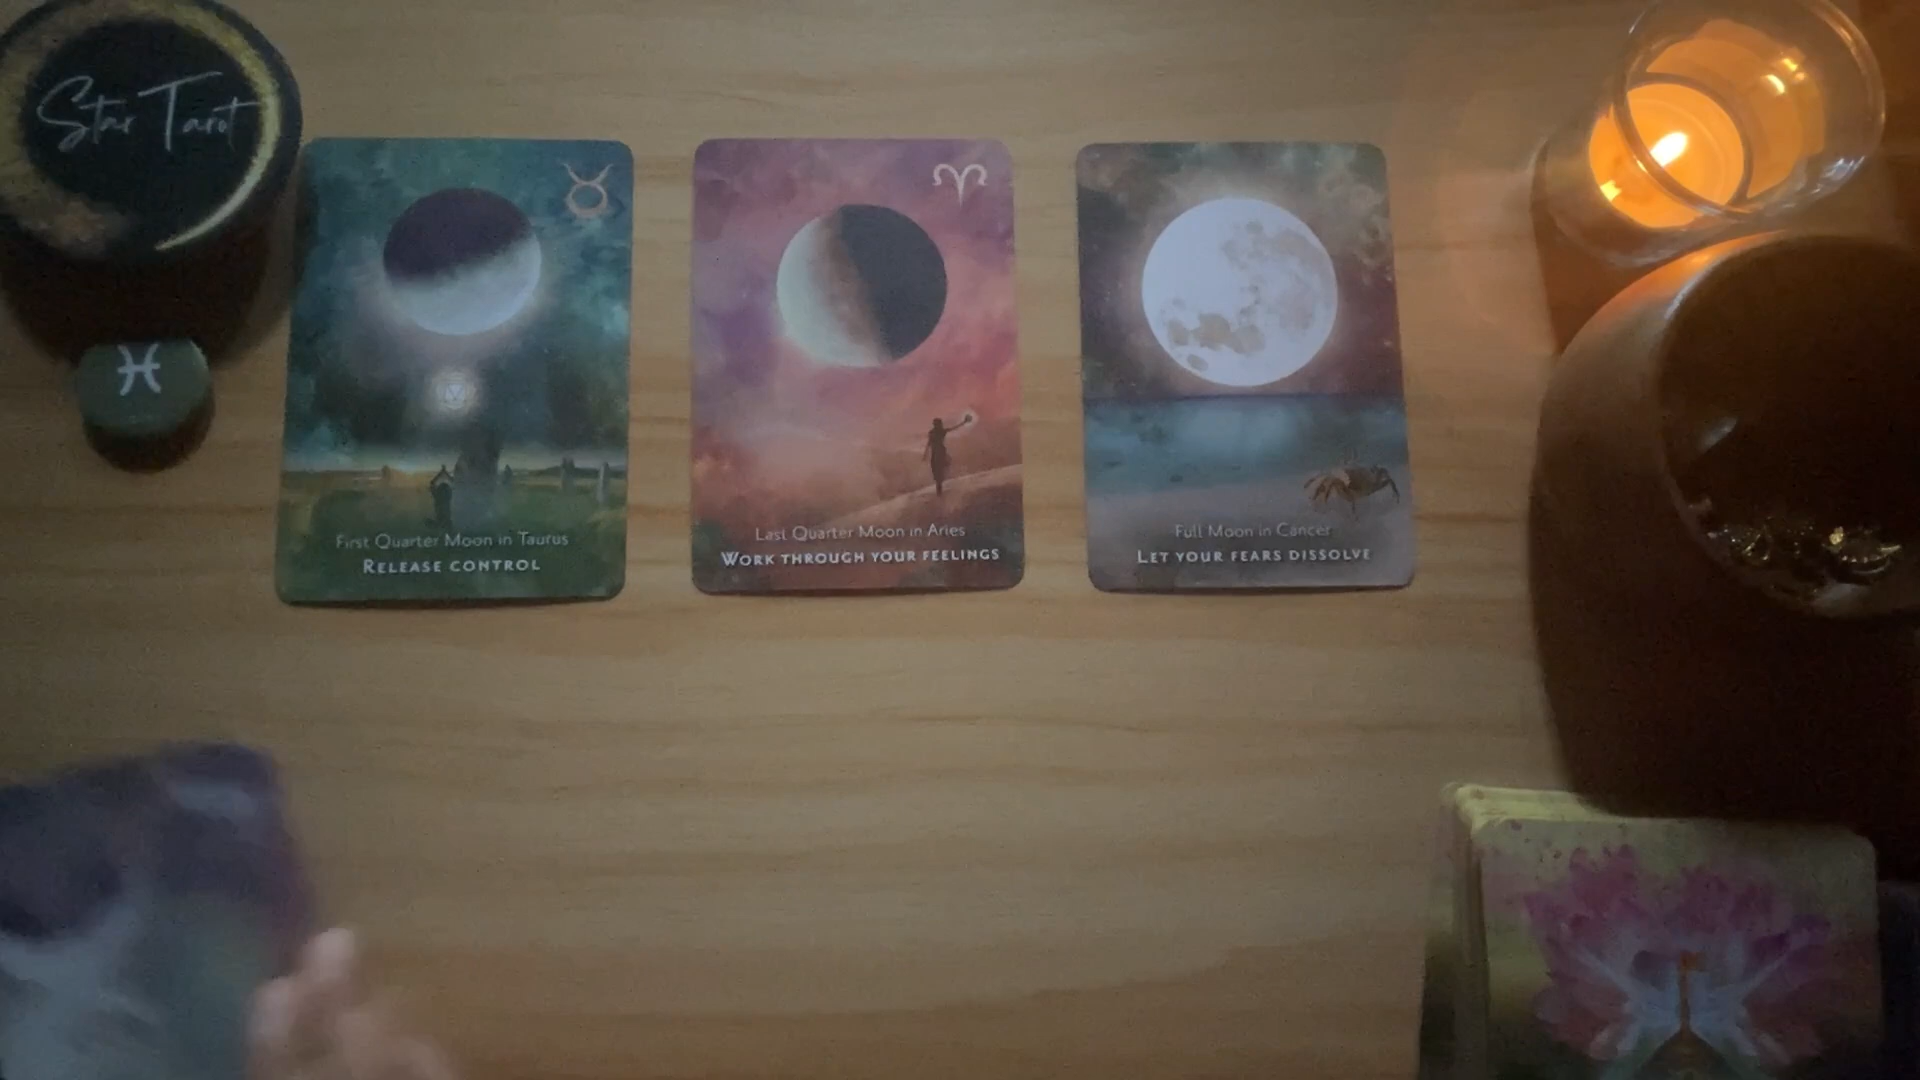 Star Tarot
First Quarter Moon in Taurus
RELEASE CONTROL
Last Quarter Moon in Aries
WORK THROUGH YOUR FEELINGS
Full Moon in Cancer
LET YOUR FEARS DISSOLVE